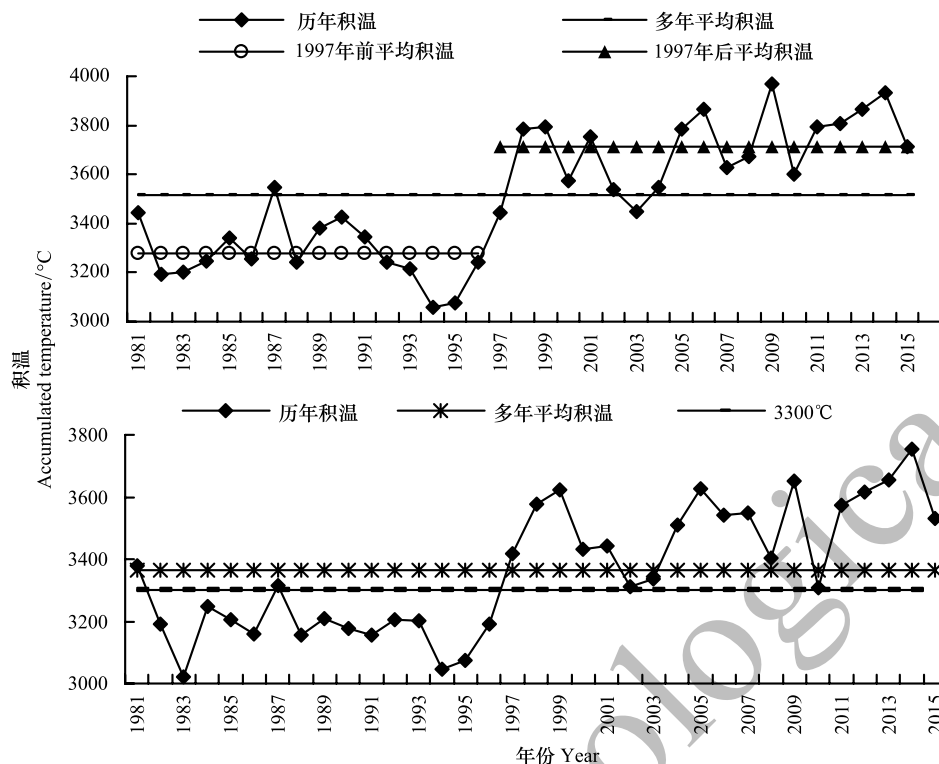 历年积温 多年平均积温
1997年前平均积温 1997年后平均积温
4000
3800
3600
3400
3200
3000
1981 1983 1985 1987 1989 1991 1993 1995 1997 1999 2001 2003 2005 2007 2009 2011 2013 2015
积温
Accumulated temperature/°C
历年积温 多年平均积温 3300℃
3800
3600
3400
3200
3000
1981 1983 1985 1987 1989 1991 1993 1995 1997 1999 2001 2003 2005 2007 2009 2011 2013 2015
年份 Year
ologica